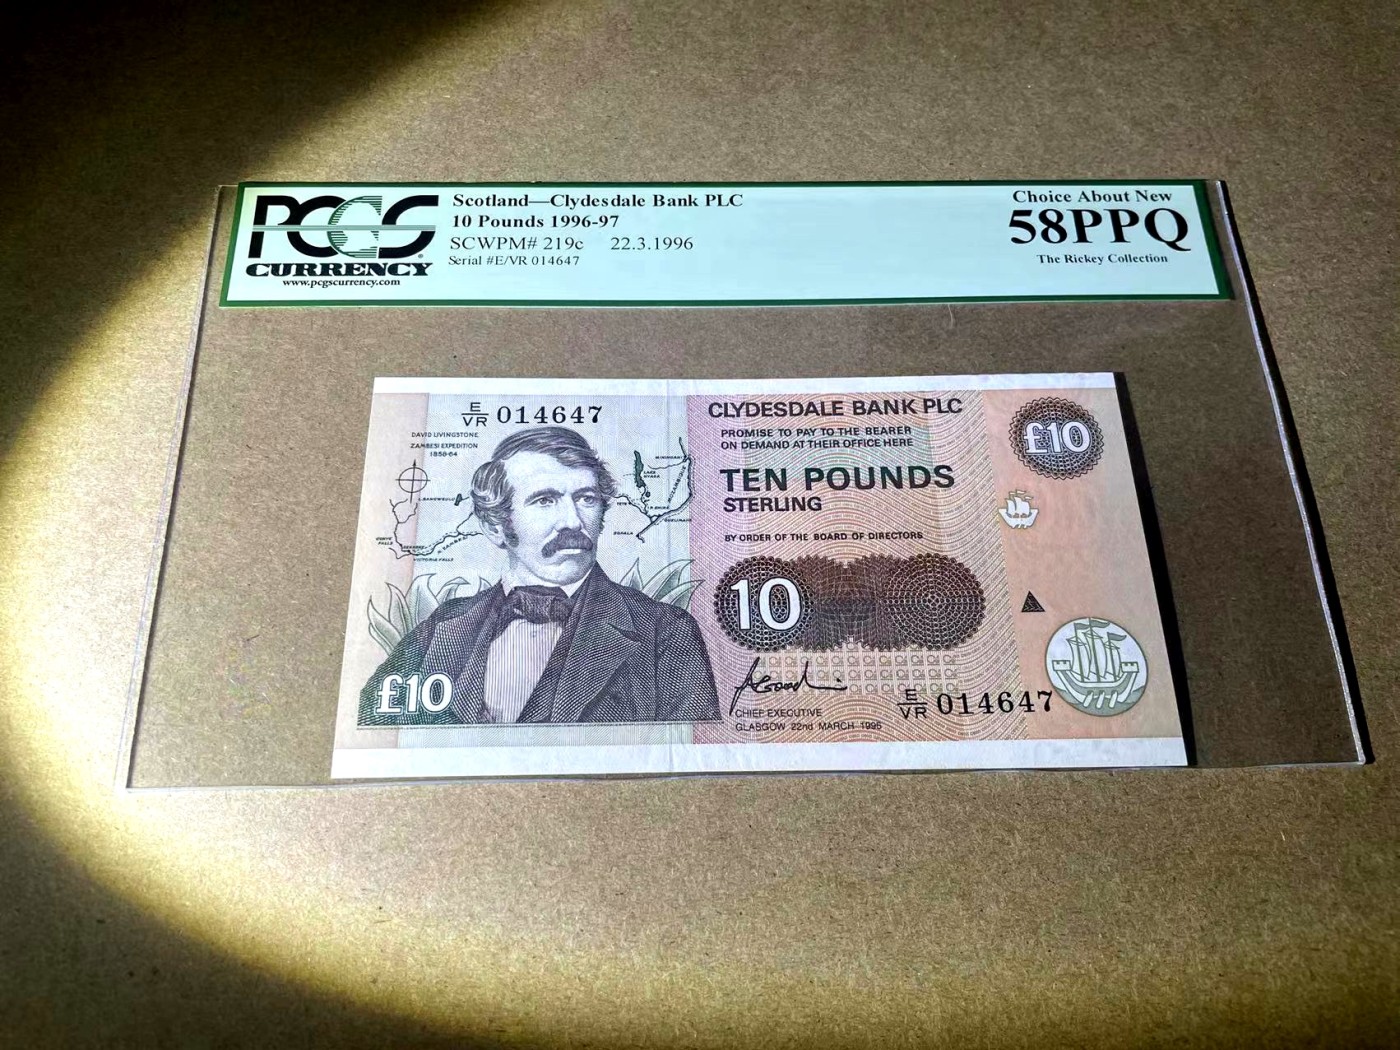 PCGS
CURRENCY
www.pcgscurrency.com
Scotland—Clydesdale Bank PLC
10 Pounds 1996-97
SCWPM# 219c 22.3.1996
Serial #E/VR 014647
Choice About New
58PPQ
The Rickey Collection
E/VR 014647
DAVID LIVINGSTONE
ZAMBESI EXPEDITION
1858-64
L.BANGWEULU
VICTORIA FALLS
TETE
CLYDESDALE BANK PLC
PROMISE TO PAY TO THE BEARER
ON DEMAND AT THEIR OFFICE HERE
TEN POUNDS
STERLING
BY ORDER OF THE BOARD OF DIRECTORS
£10
10
£10
CHIEF EXECUTIVE
GLASGOW 22nd MARCH 1996
E/VR 014647